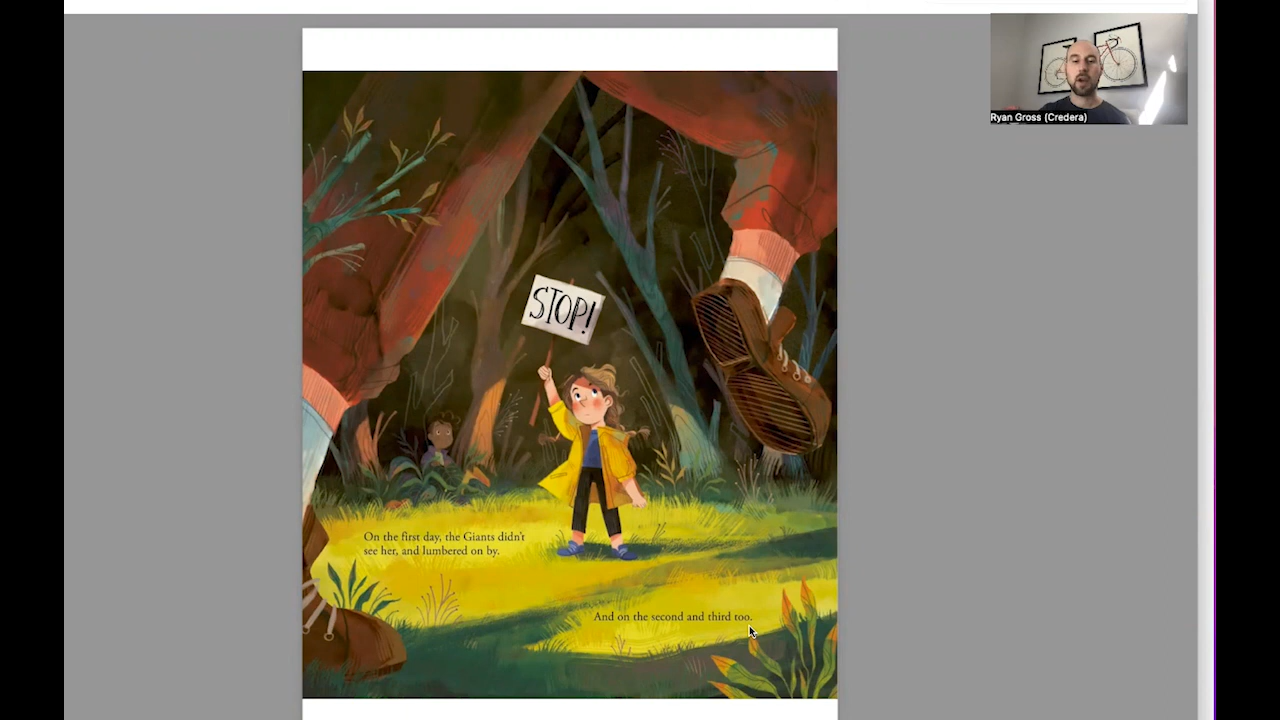 Ryan Gross (Credera)
STOP!
On the first day, the Giants didn't
see her, and lumbered on by.
And on the second and third too.